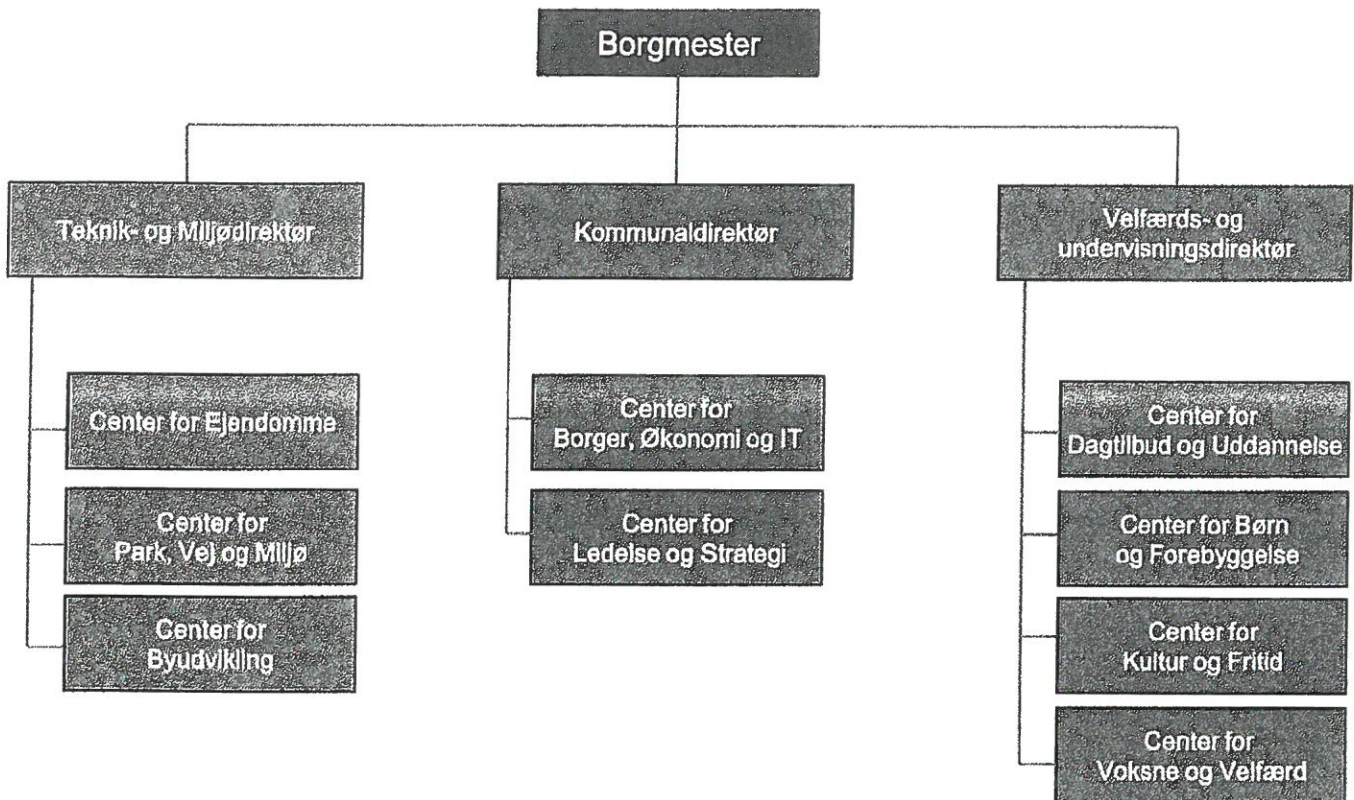 Borgmester
Teknik- og Miljødirektør
Kommunaldirektør
Velfærds- og
undervisningsdirektør
Center for Ejendomme
Center for
Park, Vej og Miljø
Center for
Byudvikling
Center for
Borger, Økonomi og IT
Center for
Ledelse og Strategi
Center for
Dagtilbud og Uddannelse
Center for Børn
og Forebyggelse
Center for
Kultur og Fritid
Center for
Voksne og Velfærd